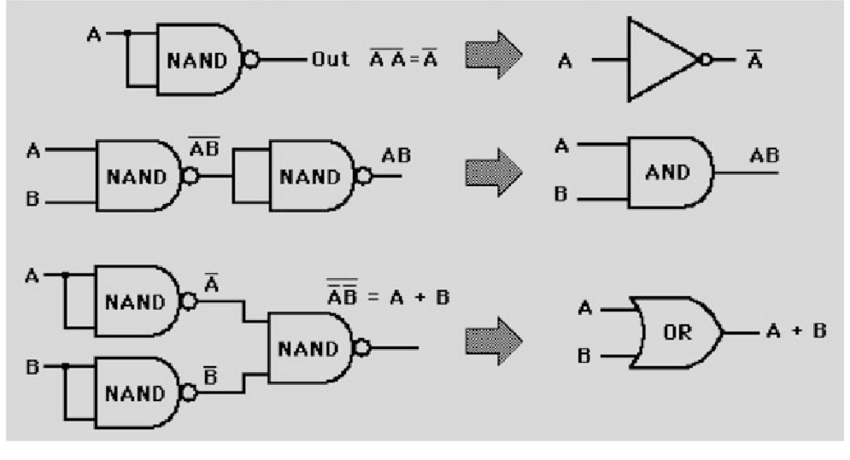 A NAND Out A̅ ̅A̅ = A̅ A A̅
A̅B̅ AB A AB
A NAND NAND AND
B B
A A̅ A̿B̿ = A + B A
NAND OR A + B
NAND B
B B̅
NAND